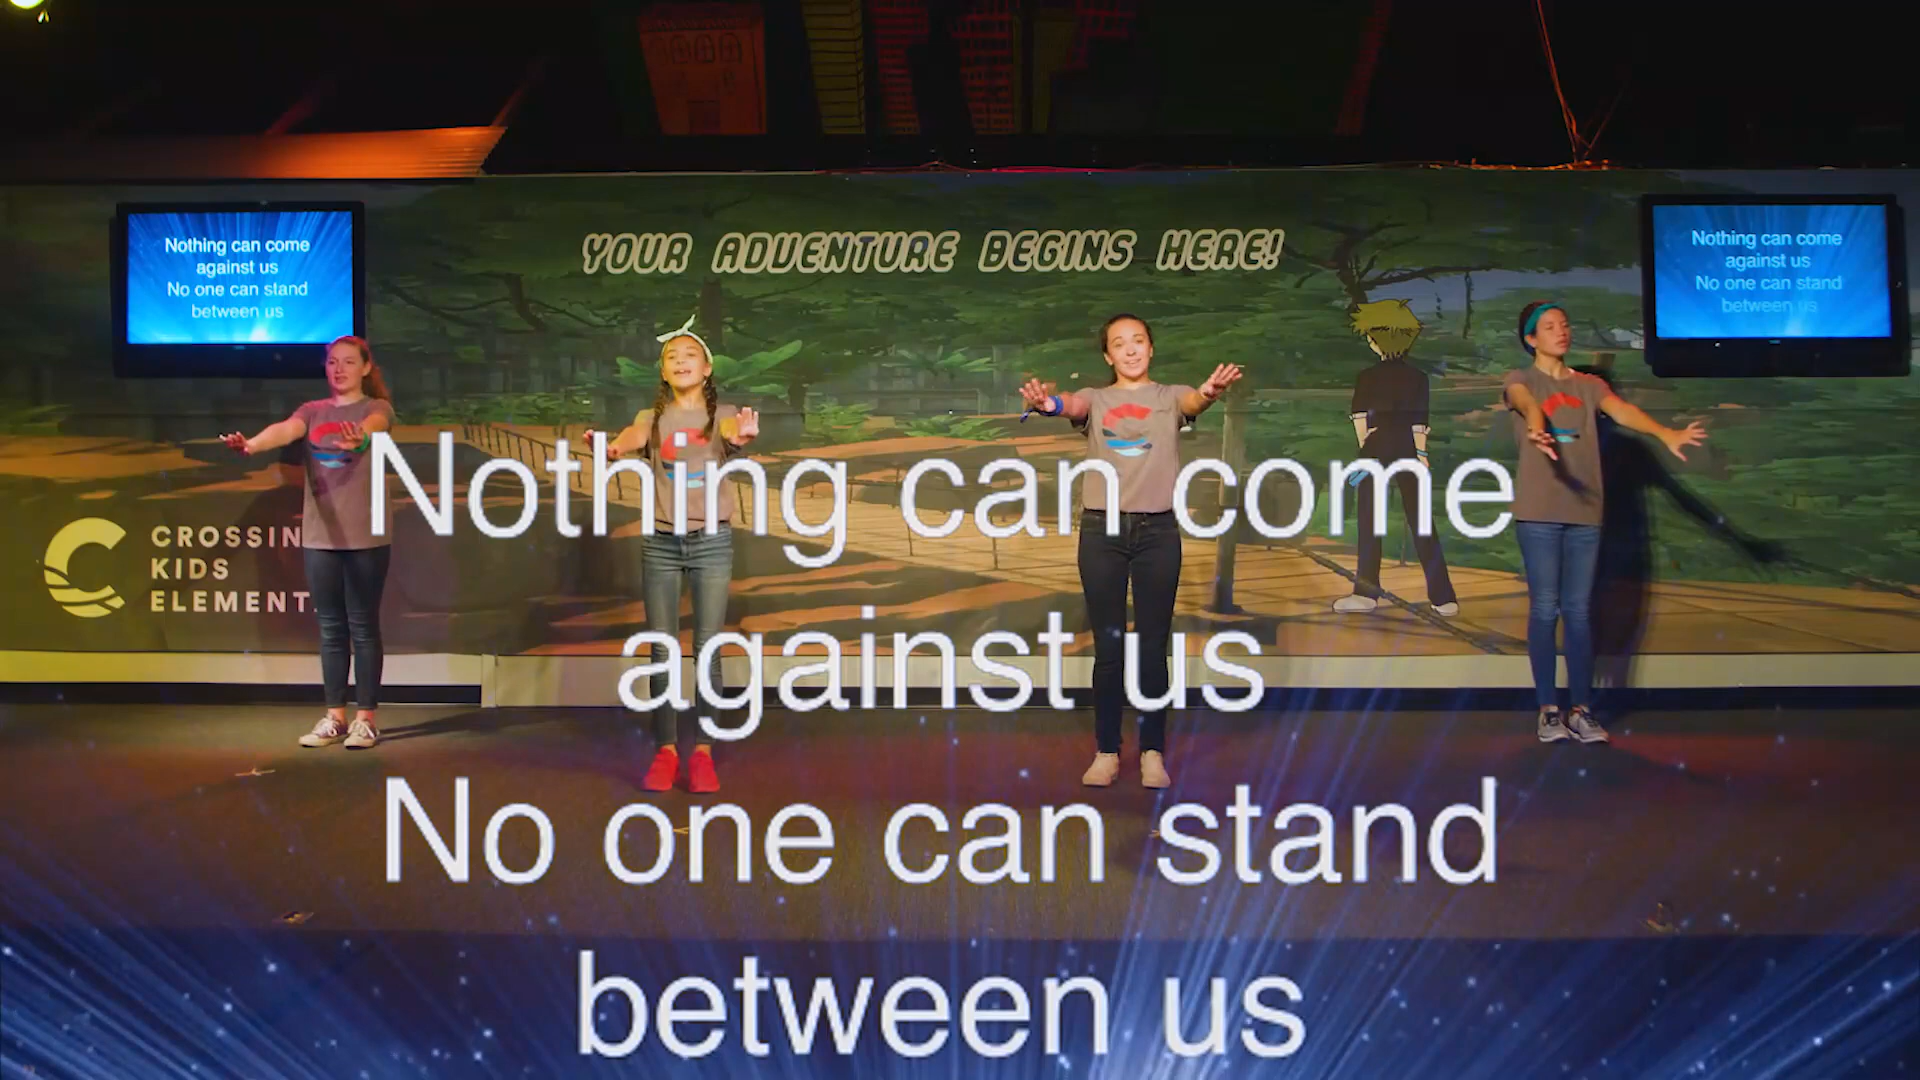 YOUR ADVENTURE BEGINS HERE!
Nothing can come
against us
No one can stand
between us
Nothing can come
against us
No one can stand
between us
CROSSIN
KIDS
ELEMENT
Nothing can come
against us
No one can stand
between us